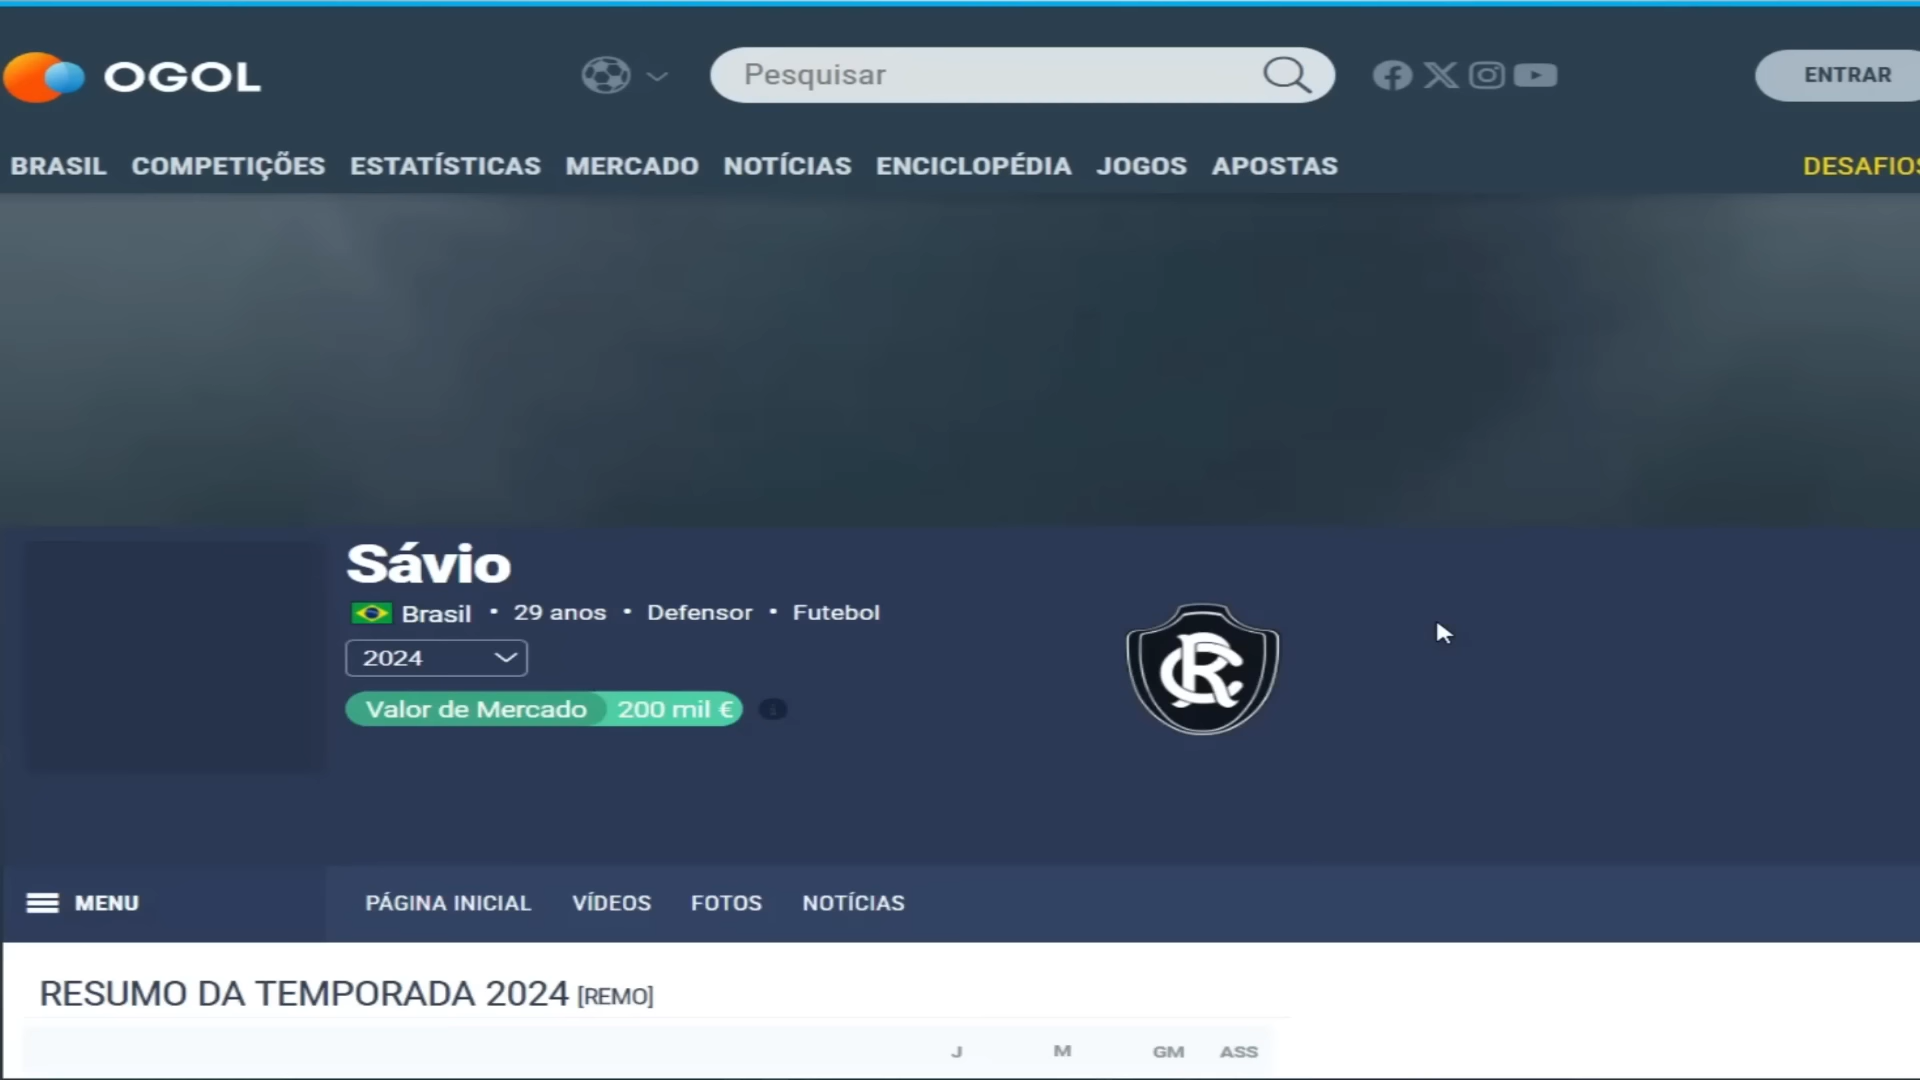 OGOL
Pesquisar
ENTRAR
BRASIL COMPETIÇÕES ESTATÍSTICAS MERCADO NOTÍCIAS ENCICLOPÉDIA JOGOS APOSTAS DESAFIOS
Sávio
Brasil • 29 anos • Defensor • Futebol
2024
Valor de Mercado 200 mil €
CR
MENU PÁGINA INICIAL VÍDEOS FOTOS NOTÍCIAS
RESUMO DA TEMPORADA 2024 [REMO]
J M GM ASS